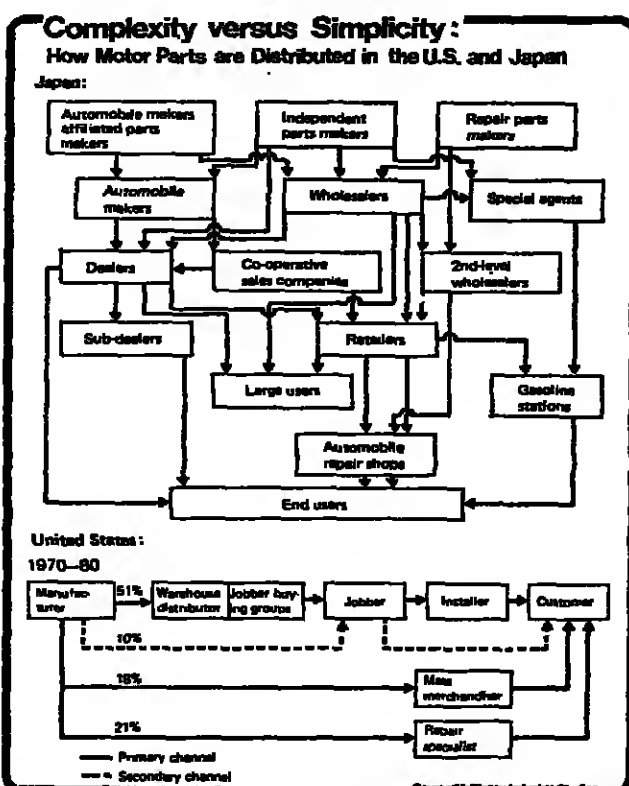 Complexity versus Simplicity:
How Motor Parts are Distributed in the U.S. and Japan
Japan:
Automobile makers
affiliated parts
makers
Independent
parts makers
Repair parts
makers
Automobile
makers
Wholesalers
Special agents
Dealers
Co-operative
sales companies
2nd-level
wholesalers
Sub-dealers
Retailers
Large users
Gasoline
stations
Automobile
repair shops
End users
United States:
1970–80
Manufac-
turer
51%
Warehouse
distributor
Jobber buy-
ing groups
Jobber
Installer
Customer
10%
18%
Mass
merchandiser
21%
Repair
specialist
Primary channel
Secondary channel